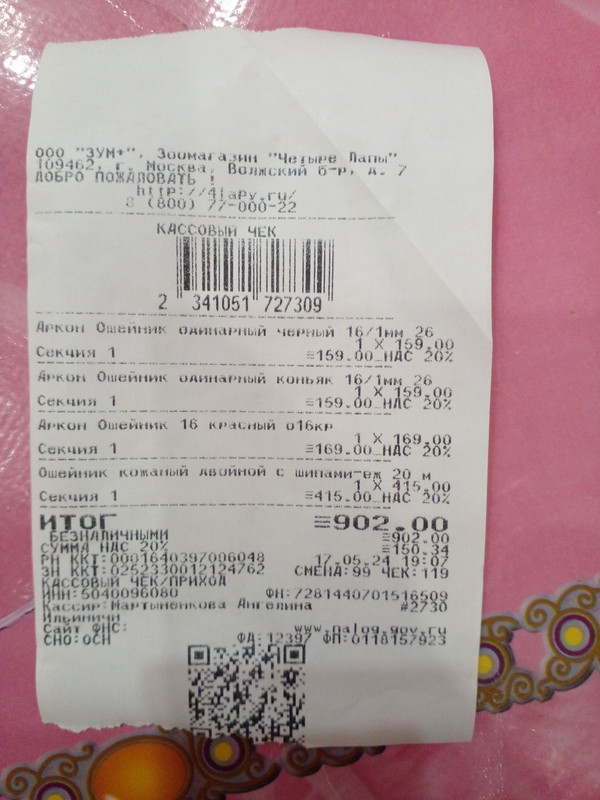 ООО "ЗУМ+", Зоомагазин "Четыре Лапы"
109462, г. Москва, Волжский б-р, д. 7
ДОБРО ПОЖАЛОВАТЬ !
http://4lapy.ru/
8 (800) 77-000-22
КАССОВЫЙ ЧЕК
2 341051 727309
Аркон Ошейник одинарный черный 16/1мм 26
1 X 159.00
Секция 1 =159.00_НДС 20%
Аркон Ошейник одинарный коньяк 16/1мм 26
1 X 159.00
Секция 1 =159.00_НДС 20%
Аркон Ошейник 16 красный о16кр
1 X 169.00
Секция 1 =169.00_НДС 20%
Ошейник кожаный двойной с шипами-еж 20 м
1 X 415.00
Секция 1 =415.00_НДС 20%
ИТОГ =902.00
БЕЗНАЛИЧНЫМИ =902.00
СУММА НДС 20% =150.34
РН ККТ:0001640397006048 17.05.24 19:07
ЗН ККТ:0252330012124762 СМЕНА:99 ЧЕК:119
КАССОВЫЙ ЧЕК/ПРИХОД
ИНН:5040096080 ФН:7281440701516509
Кассир:Мартыненкова Ангелина #2730
Ильинични
Сайт ФНС: www.nalog.gov.ru
СНО:ОСН ФД:12397 ФП:0118157923